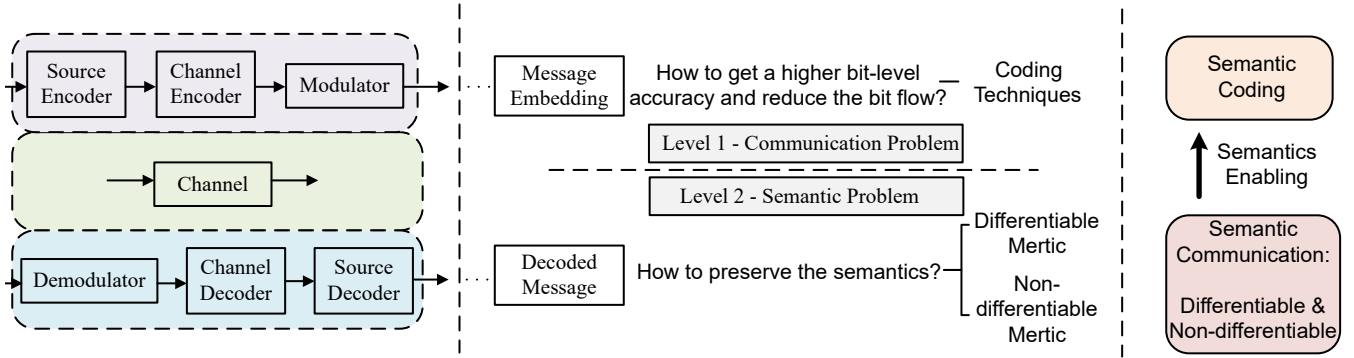 Source
Encoder
Channel
Encoder
Modulator
Channel
Demodulator
Channel
Decoder
Source
Decoder
Message
Embedding
How to get a higher bit-level
accuracy and reduce the bit flow?
Coding
Techniques
Level 1 - Communication Problem
Level 2 - Semantic Problem
Decoded
Message
How to preserve the semantics?
Differentiable
Mertic
Non-
differentiable
Mertic
Semantic
Coding
Semantics
Enabling
Semantic
Communication:
Differentiable &
Non-differentiable